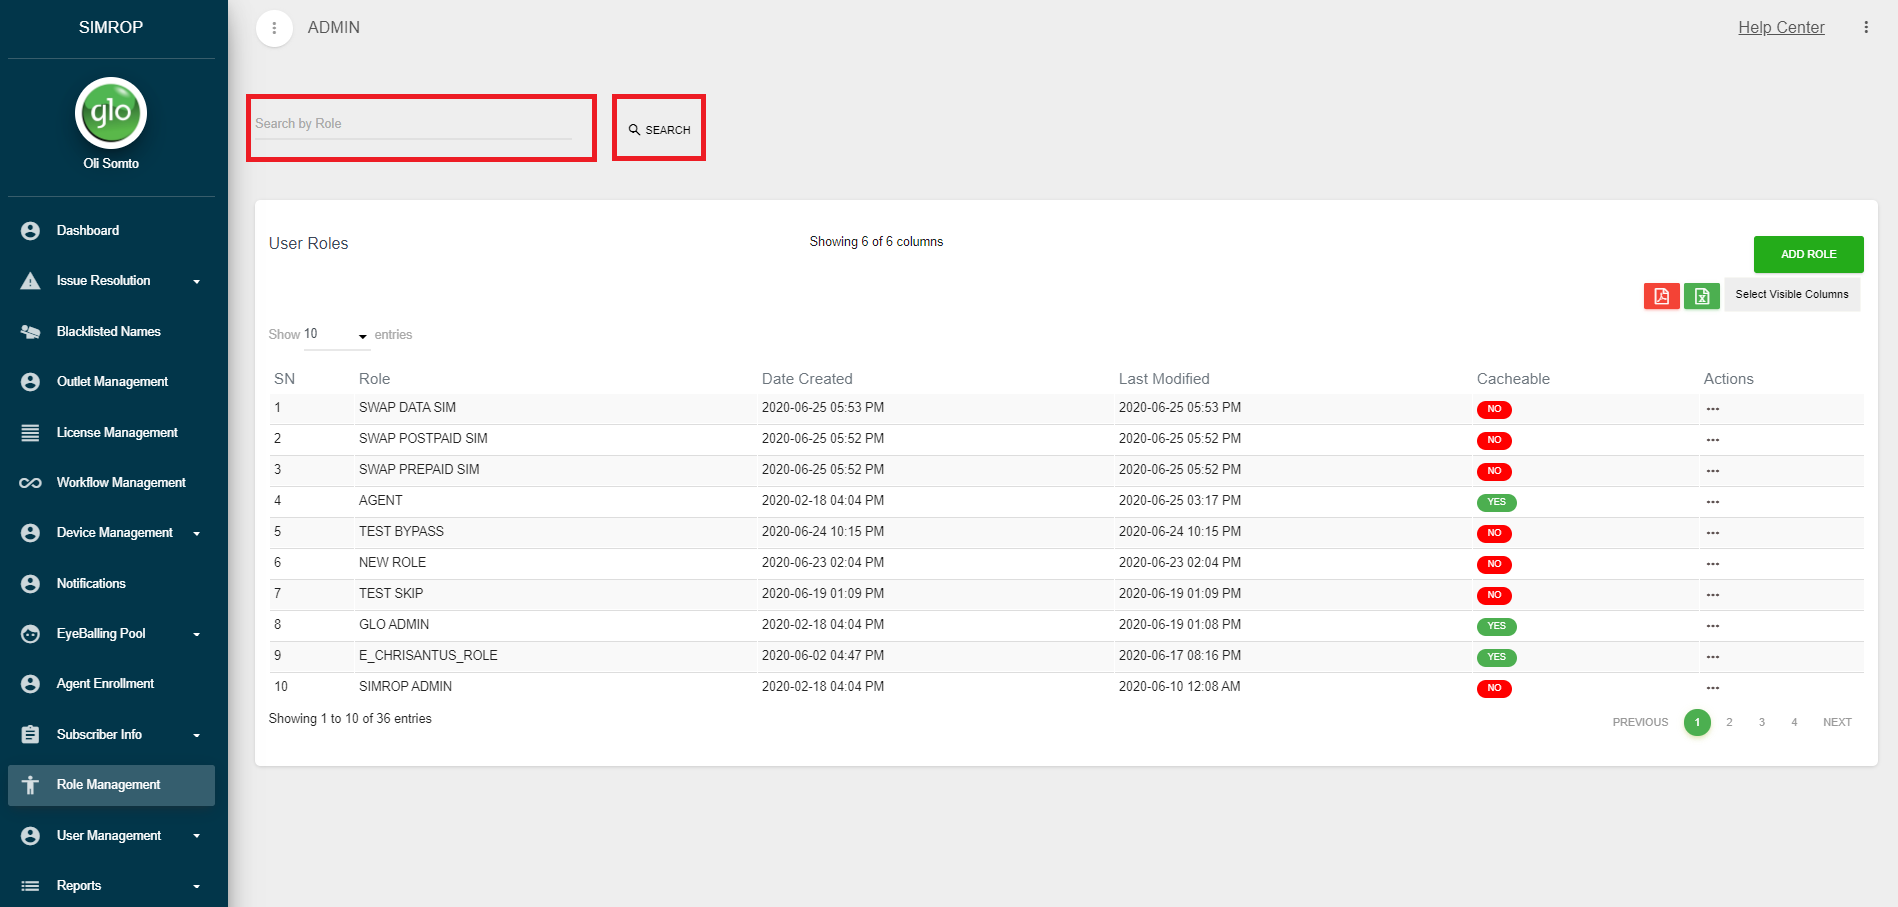 SIMROP
glo
Oli Somto
Dashboard
Issue Resolution
Blacklisted Names
Outlet Management
License Management
Workflow Management
Device Management
Notifications
EyeBalling Pool
Agent Enrollment
Subscriber Info
Role Management
User Management
Reports
ADMIN
Help Center
Search by Role
SEARCH
User Roles
Showing 6 of 6 columns
ADD ROLE
Select Visible Columns
Show 10 entries
SN Role Date Created Last Modified Cacheable Actions
1 SWAP DATA SIM 2020-06-25 05:53 PM 2020-06-25 05:53 PM NO
2 SWAP POSTPAID SIM 2020-06-25 05:52 PM 2020-06-25 05:52 PM NO
3 SWAP PREPAID SIM 2020-06-25 05:52 PM 2020-06-25 05:52 PM NO
4 AGENT 2020-02-18 04:04 PM 2020-06-25 03:17 PM YES
5 TEST BYPASS 2020-06-24 10:15 PM 2020-06-24 10:15 PM NO
6 NEW ROLE 2020-06-23 02:04 PM 2020-06-23 02:04 PM NO
7 TEST SKIP 2020-06-19 01:09 PM 2020-06-19 01:09 PM NO
8 GLO ADMIN 2020-02-18 04:04 PM 2020-06-19 01:08 PM YES
9 E_CHRISANTUS_ROLE 2020-06-02 04:47 PM 2020-06-17 08:16 PM YES
10 SIMROP ADMIN 2020-02-18 04:04 PM 2020-06-10 12:08 AM NO
Showing 1 to 10 of 36 entries
PREVIOUS 1 2 3 4 NEXT